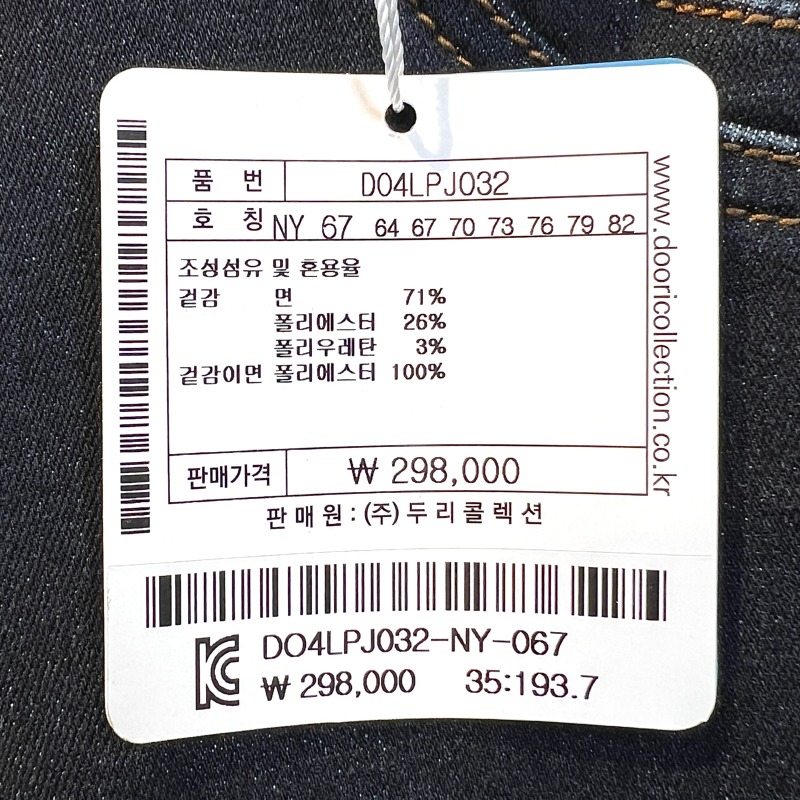 품 번 DO4LPJO32
호 칭 NY 67 64 67 70 73 76 79 82
조성섬유 및 혼용율
겉감 면 71%
폴리에스터 26%
폴리우레탄 3%
겉감이면 폴리에스터 100%
판매가격 ₩ 298,000
판매원 : (주)두리콜렉션
www.dooricollection.co.kr
DO4LPJ032-NY-067
₩ 298,000 35:193.7